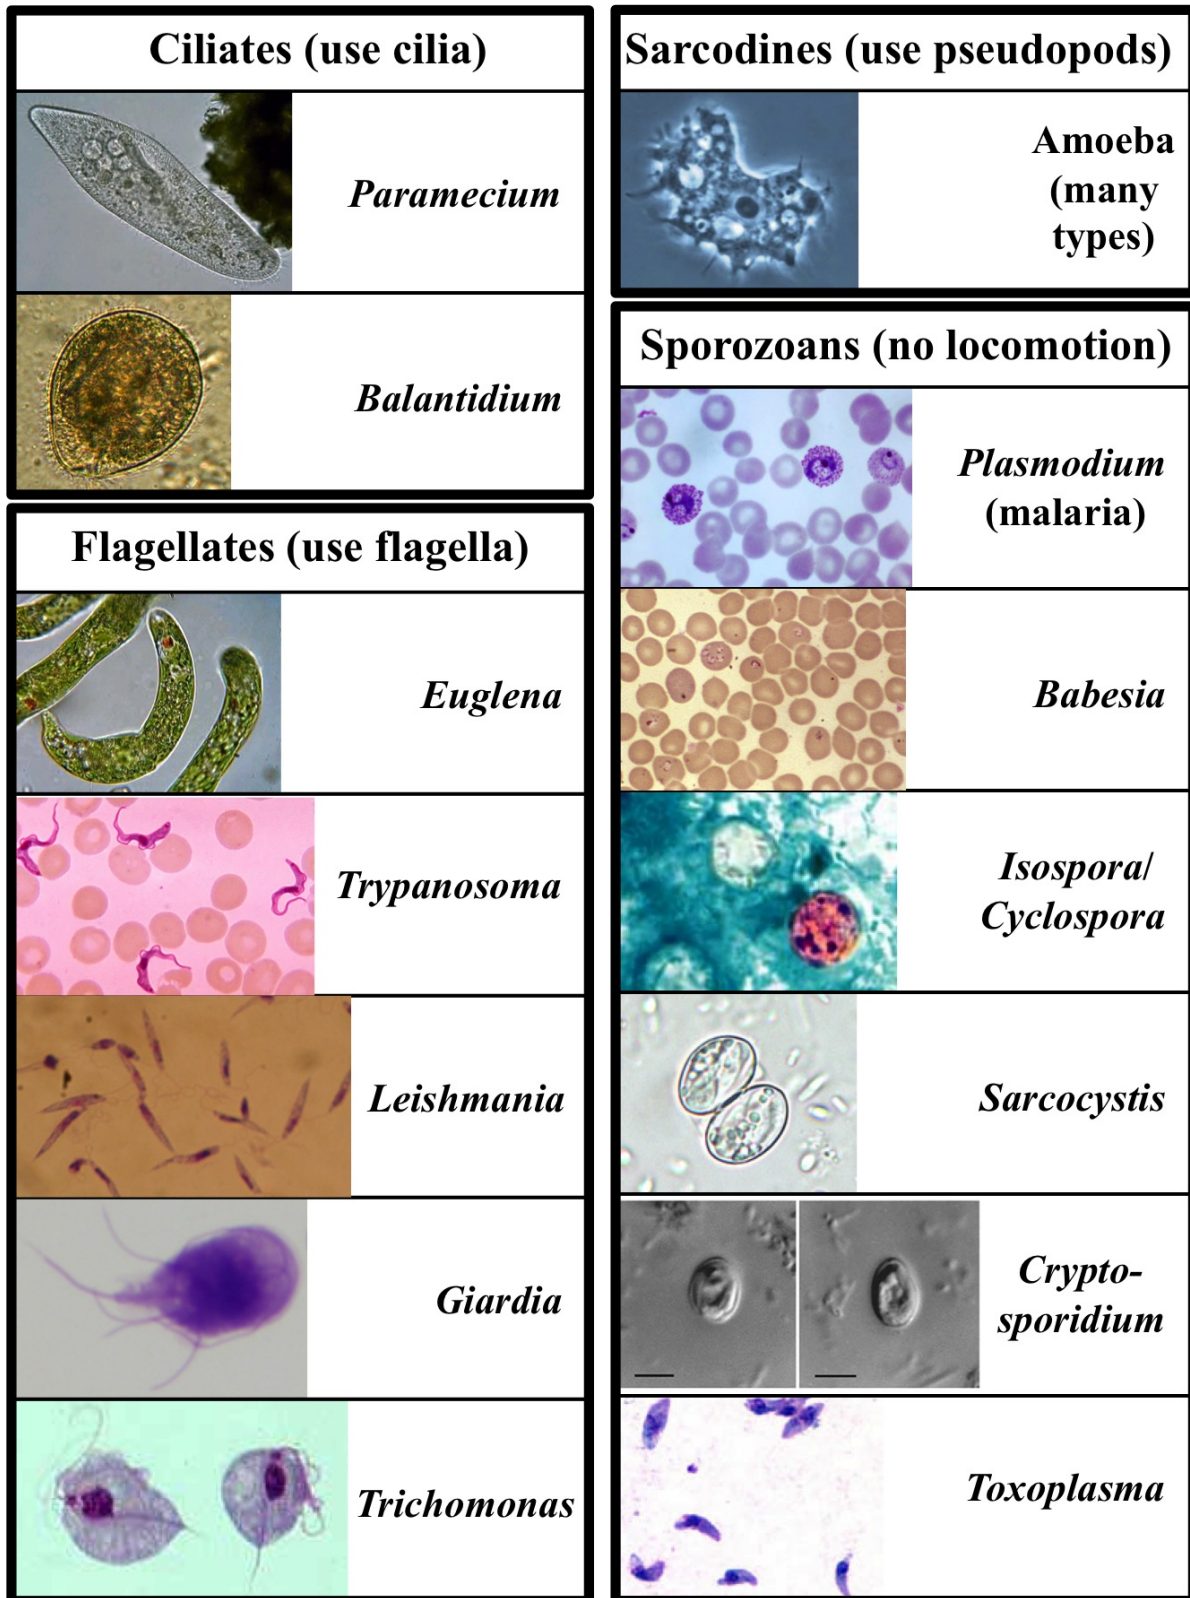 Ciliates (use cilia)
Paramecium
Balantidium
Flagellates (use flagella)
Euglena
Trypanosoma
Leishmania
Giardia
Trichomonas
Sarcodines (use pseudopods)
Amoeba
(many
types)
Sporozoans (no locomotion)
Plasmodium
(malaria)
Babesia
Isospora/
Cyclospora
Sarcocystis
Crypto-
sporidium
Toxoplasma